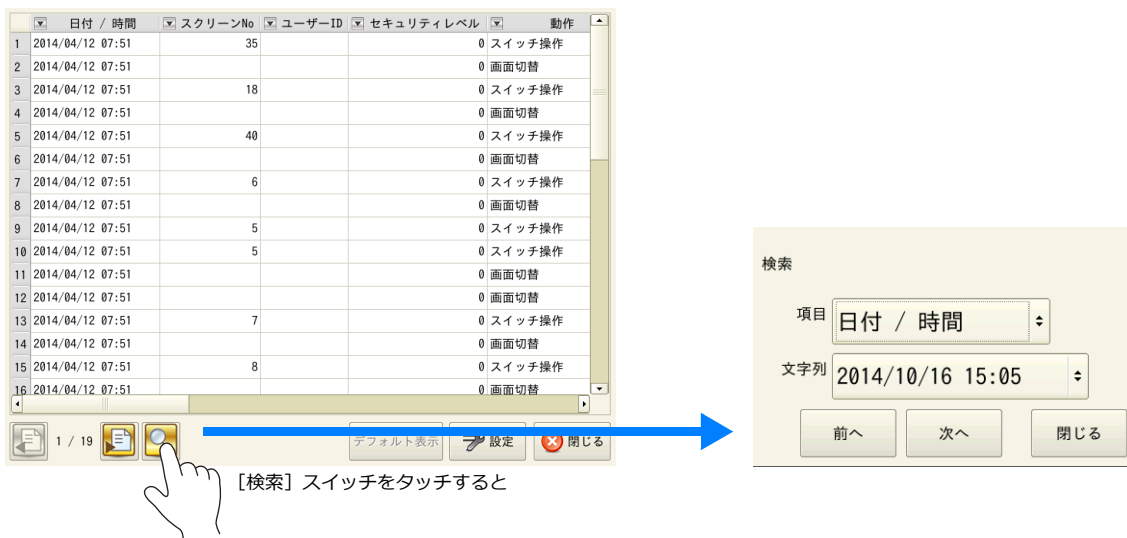 日付 / 時間 スクリーンNo ユーザーID セキュリティレベル 動作
1 2014/04/12 07:51 35 0 スイッチ操作
2 2014/04/12 07:51 0 画面切替
3 2014/04/12 07:51 18 0 スイッチ操作
4 2014/04/12 07:51 0 画面切替
5 2014/04/12 07:51 40 0 スイッチ操作
6 2014/04/12 07:51 0 画面切替
7 2014/04/12 07:51 6 0 スイッチ操作
8 2014/04/12 07:51 0 画面切替
9 2014/04/12 07:51 5 0 スイッチ操作
10 2014/04/12 07:51 5 0 スイッチ操作
11 2014/04/12 07:51 0 画面切替
12 2014/04/12 07:51 0 画面切替
13 2014/04/12 07:51 7 0 スイッチ操作
14 2014/04/12 07:51 0 画面切替
15 2014/04/12 07:51 8 0 スイッチ操作
16 2014/04/12 07:51 0 画面切替
1 / 19 デフォルト表示 設定 閉じる
［検索］スイッチをタッチすると
検索
項目 日付 / 時間
文字列 2014/10/16 15:05
前へ 次へ 閉じる